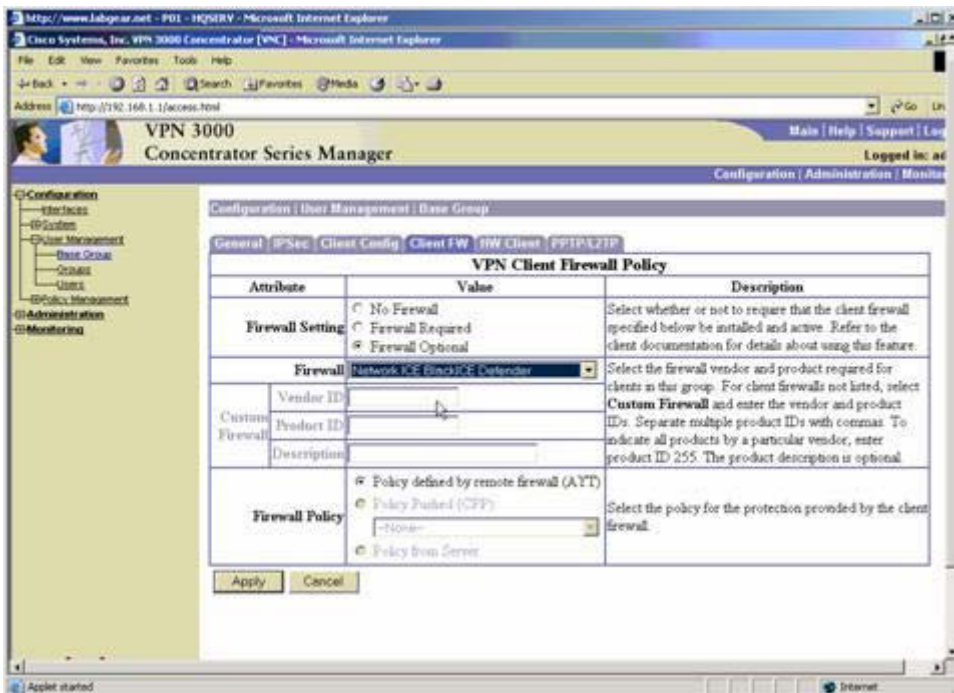 http://www.labgear.net - P01 - HQSERV - Microsoft Internet Explorer
Cisco Systems, Inc. VPN 3000 Concentrator [VNC] - Microsoft Internet Explorer
File Edit View Favorites Tools Help
Back Search Favorites Media
Address http://192.168.1.1/access.html Go
VPN 3000
Concentrator Series Manager
Main | Help | Support | Log
Logged in: ad
Configuration | Administration | Monitor
Configuration
Interfaces
System
User Management
Base Group
Groups
Users
Policy Management
Administration
Monitoring
Configuration | User Management | Base Group
General IPSec Client Config Client FW HW Client PPTP/L2TP
VPN Client Firewall Policy
Attribute Value Description
Firewall Setting
No Firewall
Firewall Required
Firewall Optional
Select whether or not to require that the client firewall
specified below be installed and active. Refer to the
client documentation for details about using this feature.
Firewall Network ICE BlackICE Defender
Custom
Firewall
Vendor ID
Product ID
Description
Select the firewall vendor and product required for
clients in this group. For client firewalls not listed, select
Custom Firewall and enter the vendor and product
IDs. Separate multiple product IDs with commas. To
indicate all products by a particular vendor, enter
product ID 255. The product description is optional.
Firewall Policy
Policy defined by remote firewall (AYT)
Policy Pushed (CPP)
--None--
Policy from Server
Select the policy for the protection provided by the client
firewall.
Apply Cancel
Applet started
Internet